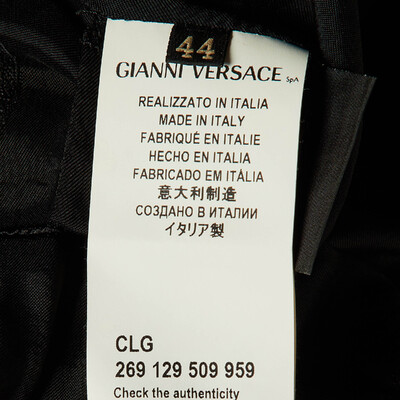 44
GIANNI VERSACE SpA
REALIZZATO IN ITALIA
MADE IN ITALY
FABRIQUÉ EN ITALIE
HECHO EN ITALIA
FABRICADO EM ITÀLIA
意大利制造
СОЗДАНО В ИТАЛИИ
イタリア製
CLG
269 129 509 959
Check the authenticity